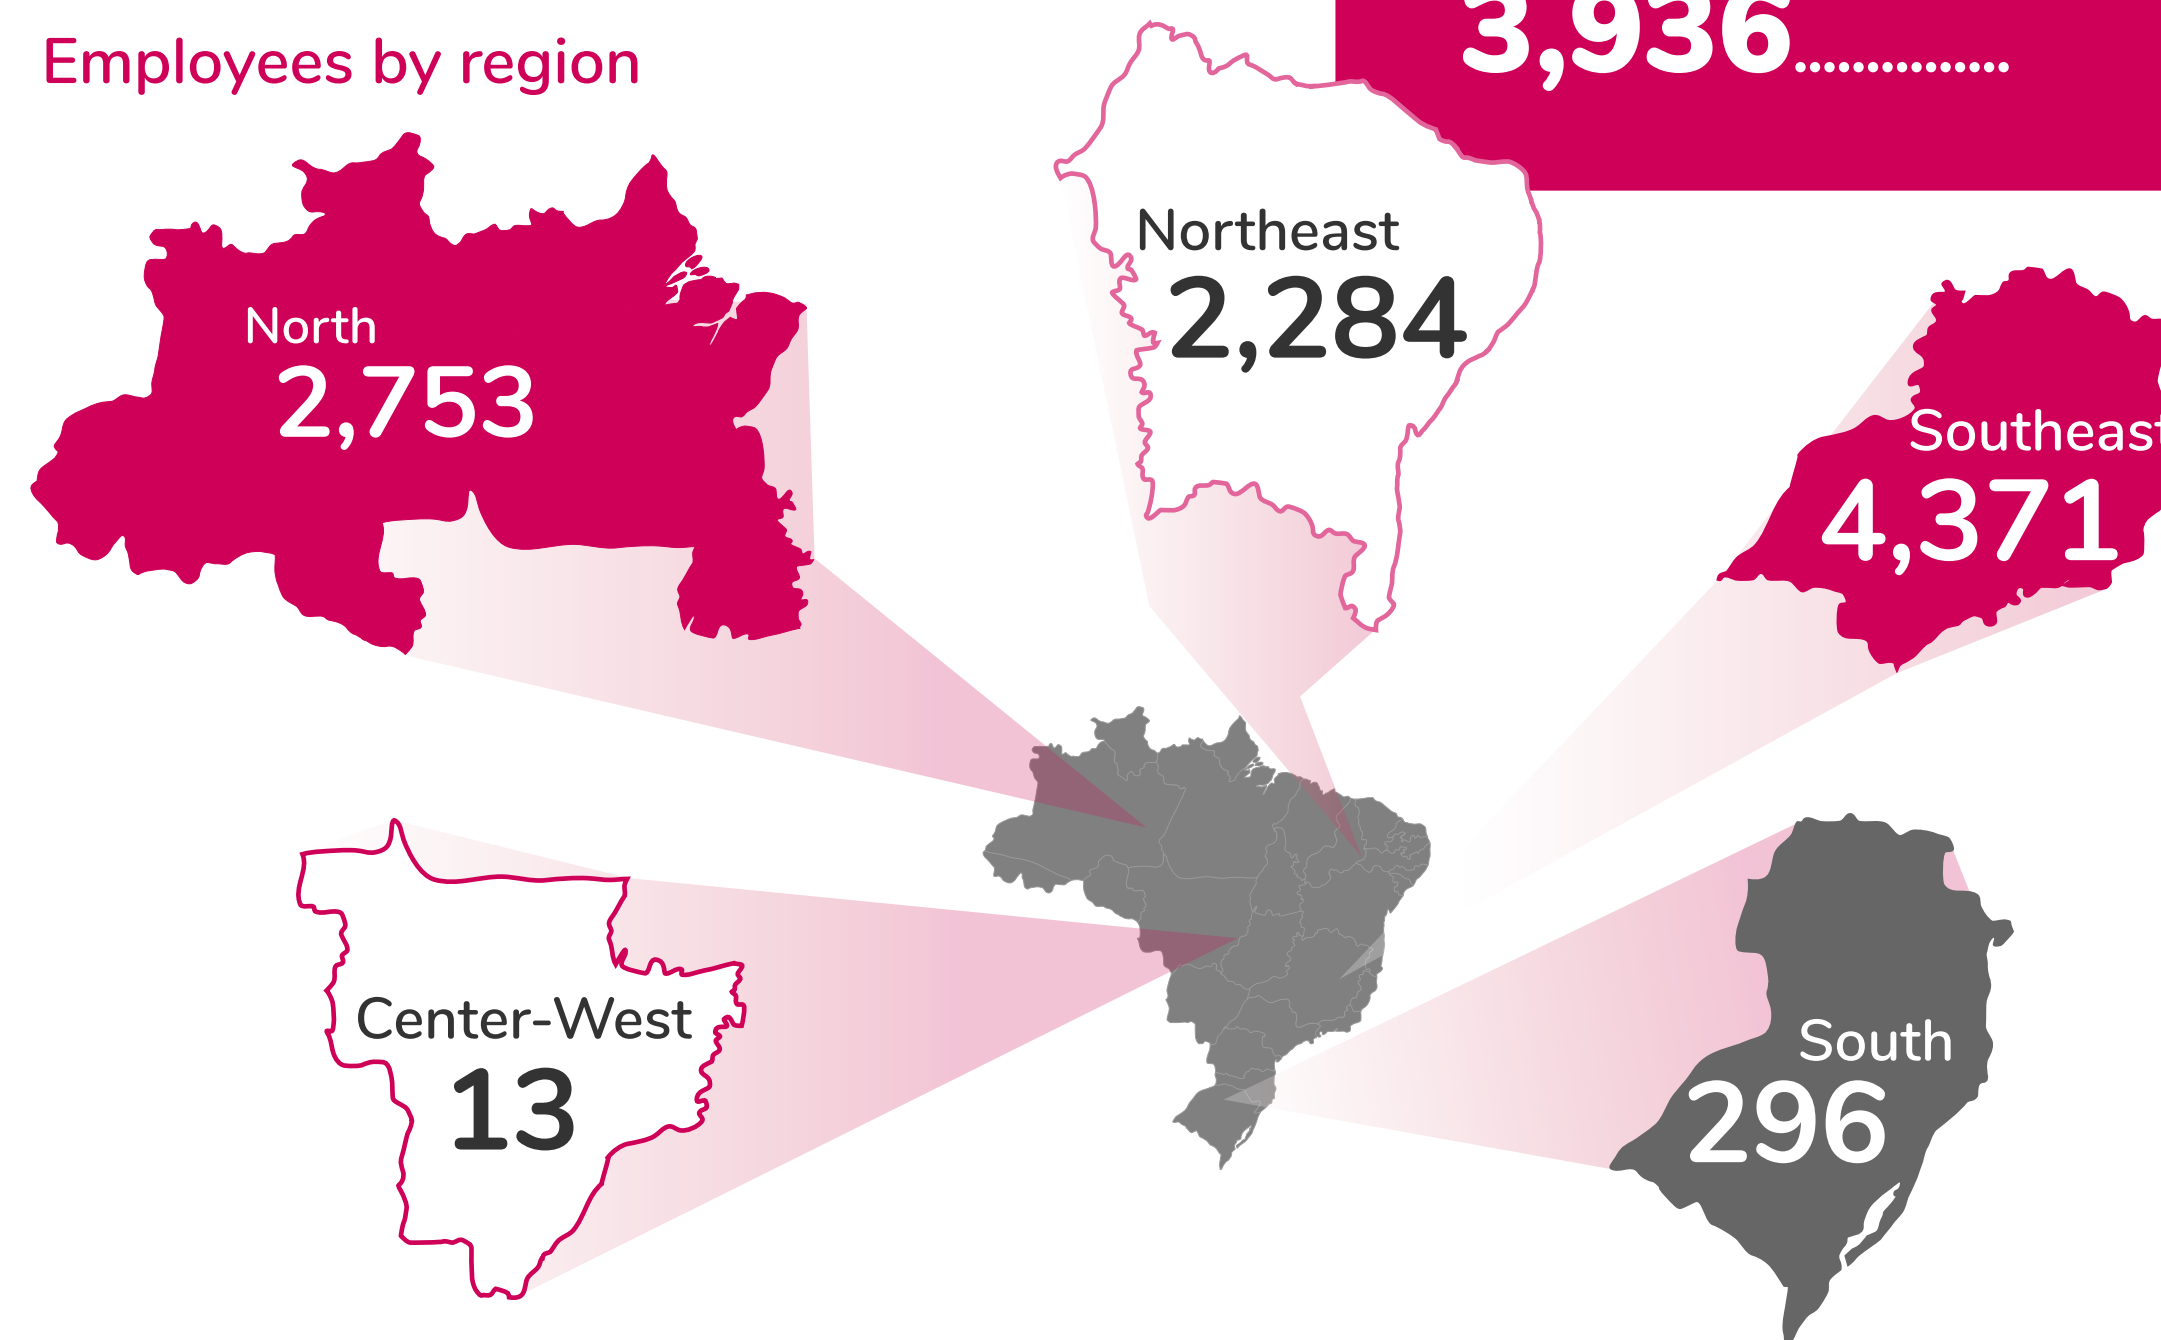 3,936...............
Employees by region
Northeast
2,284
North
2,753
Southeast
4,371
Center-West
13
South
296